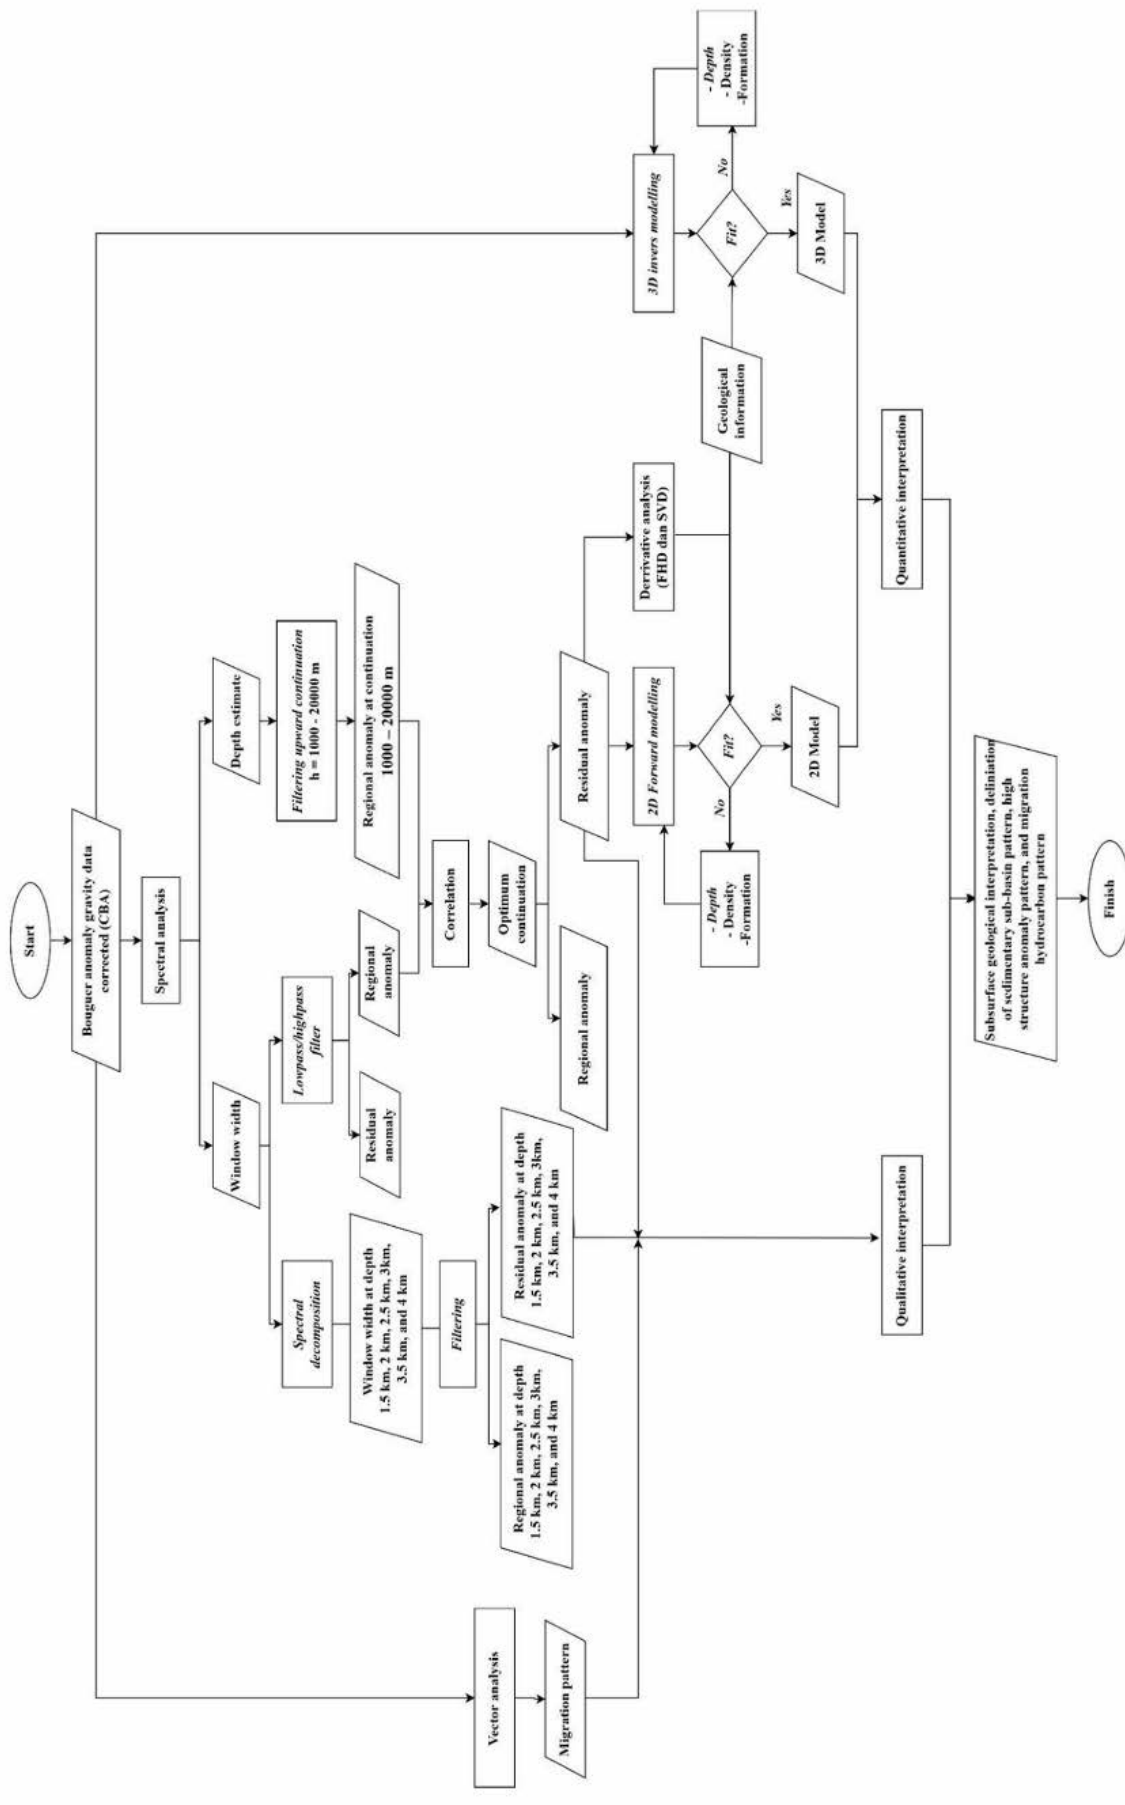 Start
Bouguer anomaly gravity data
corrected (CBA)
Spectral analysis
Window width
Depth estimate
Spectral
decomposition
Lowpass/highpass
filter
Filtering upward continuation
h = 1000 - 20000 m
Window width at depth
1.5 km, 2 km, 2.5 km, 3km,
3.5 km, and 4 km
Residual
anomaly
Regional
anomaly
Regional anomaly at continuation
1000 – 20000 m
Filtering
Correlation
Vector analysis
Regional anomaly at depth
1.5 km, 2 km, 2.5 km, 3km,
3.5 km, and 4 km
Residual anomaly at depth
1.5 km, 2 km, 2.5 km, 3km,
3.5 km, and 4 km
Optimum
continuation
Migration pattern
Regional anomaly
Residual anomaly
2D Forward modelling
Derrivative analysis
(FHD dan SVD)
3D invers modelling
- Depth
- Density
-Formation
No
Fit?
Yes
Geological
information
Fit?
No
Yes
- Depth
- Density
-Formation
2D Model
3D Model
Qualitative interpretation
Quantitative interpretation
Subsurface geological interpretation, deliniation
of sedimentary sub-basin pattern, high
structure anomaly pattern, and migration
hydrocarbon pattern
Finish